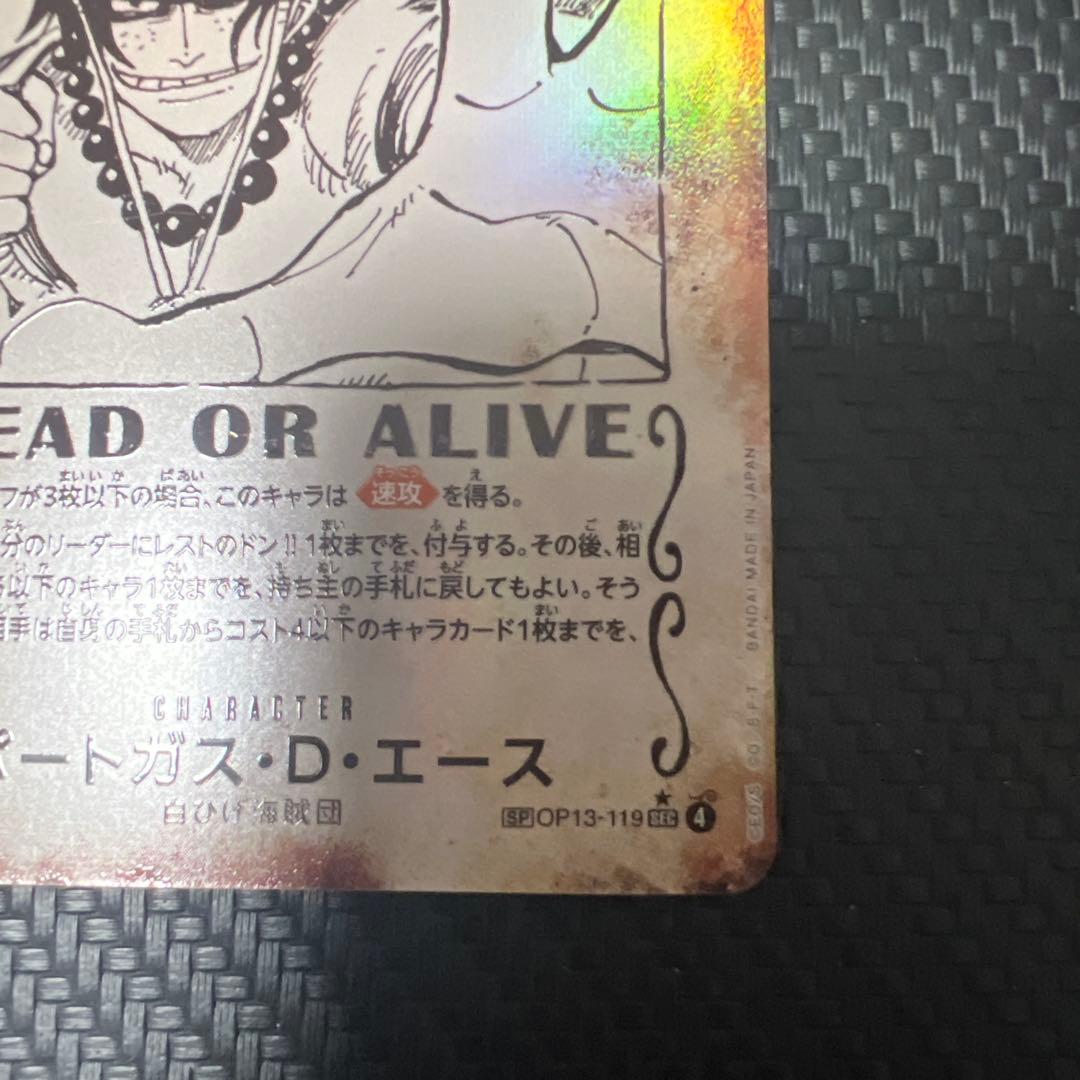 EAD OR ALIVE
フが3枚以下の場合、このキャラは 速攻 を得る。
分のリーダーにレストのドン!!1枚までを、付与する。その後、相
以下のキャラ1枚までを、持ち主の手札に戻してもよい。そう
手は自身の手札からコスト4以下のキャラカード1枚までを、
CHARACTER
ートガス・D・エース
白ひげ海賊団
SP OP13-119 SEC ★ 4
BANDAI MADE IN JAPAN